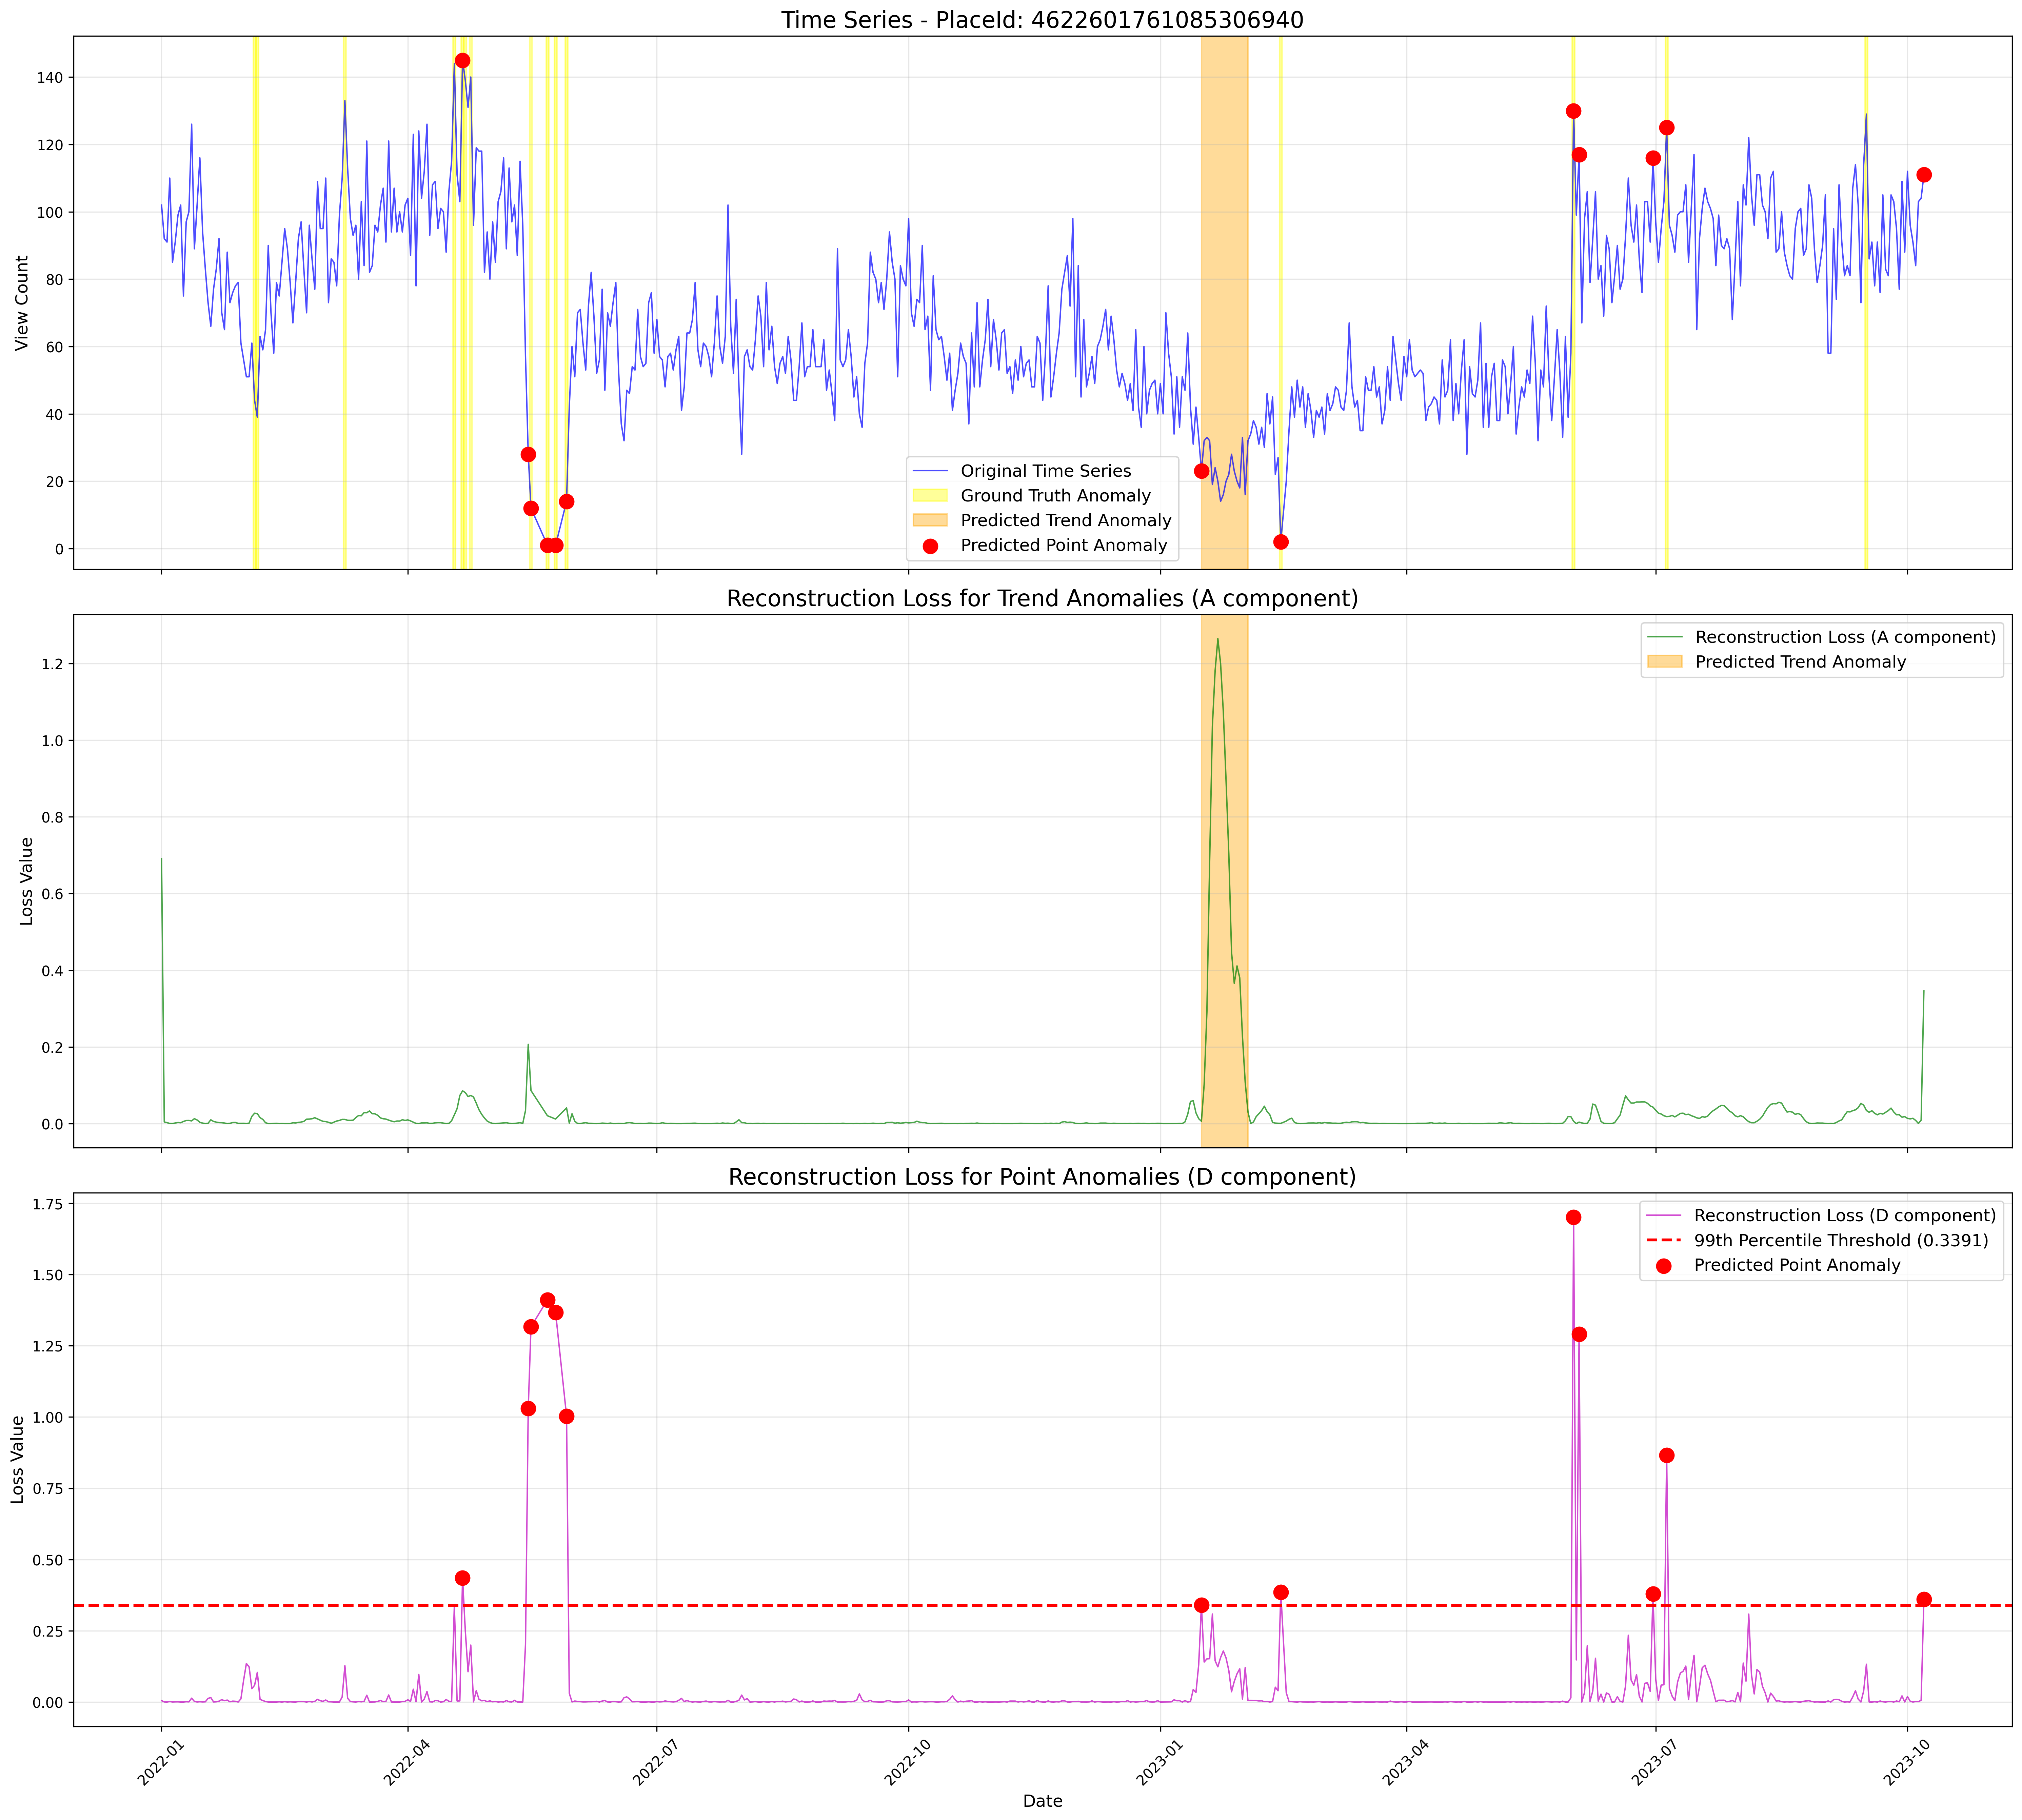 Time Series - PlaceId: 4622601761085306940
View Count
140
120
100
80
60
40
20
0
Original Time Series
Ground Truth Anomaly
Predicted Trend Anomaly
Predicted Point Anomaly
Reconstruction Loss for Trend Anomalies (A component)
Loss Value
1.2
1.0
0.8
0.6
0.4
0.2
0.0
Reconstruction Loss (A component)
Predicted Trend Anomaly
Reconstruction Loss for Point Anomalies (D component)
Loss Value
1.75
1.50
1.25
1.00
0.75
0.50
0.25
0.00
Reconstruction Loss (D component)
99th Percentile Threshold (0.3391)
Predicted Point Anomaly
2022-01
2022-04
2022-07
2022-10
2023-01
2023-04
2023-07
2023-10
Date